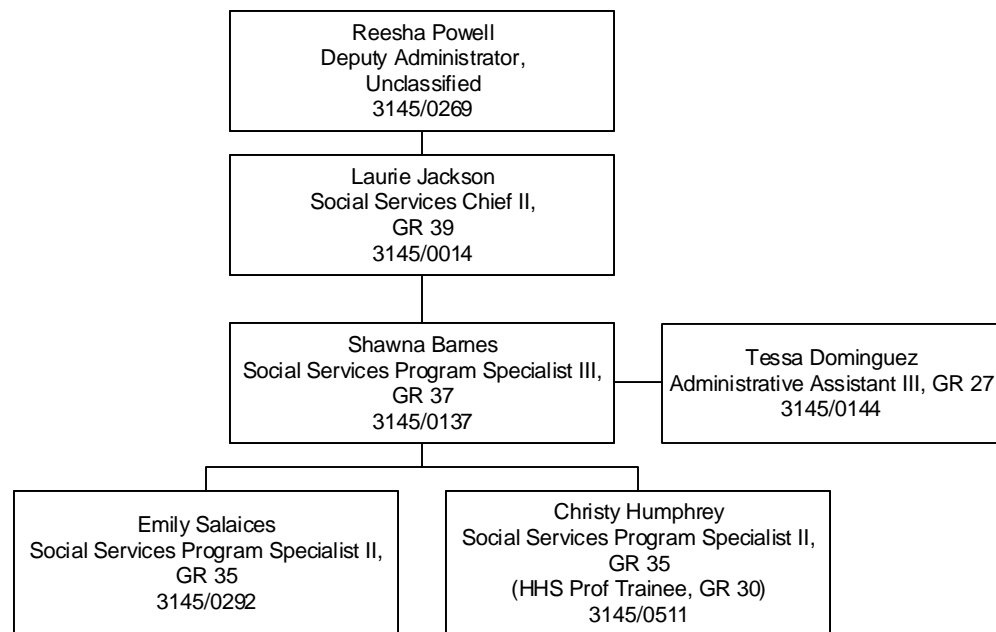 Reesha Powell
Deputy Administrator,
Unclassified
3145/0269
Laurie Jackson
Social Services Chief II,
GR 39
3145/0014
Shawna Barnes
Social Services Program Specialist III,
GR 37
3145/0137
Tessa Dominguez
Administrative Assistant III, GR 27
3145/0144
Emily Salaices
Social Services Program Specialist II,
GR 35
3145/0292
Christy Humphrey
Social Services Program Specialist II,
GR 35
(HHS Prof Trainee, GR 30)
3145/0511